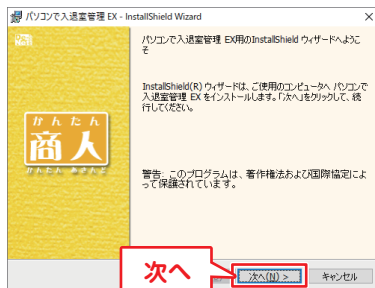 パソコンで入退室管理 EX - InstallShield Wizard
パソコンで入退室管理 EX用のInstallShield ウィザードへようこ
そ
InstallShield(R) ウィザードは、ご使用のコンピュータへ パソコンで
入退室管理 EX をインストールします。「次へ」をクリックして、続
行してください。
警告: このプログラムは、著作権法および国際協定によ
って保護されています。
かんたん
商人
かんたん あきんど
次へ
次へ(N) >
キャンセル